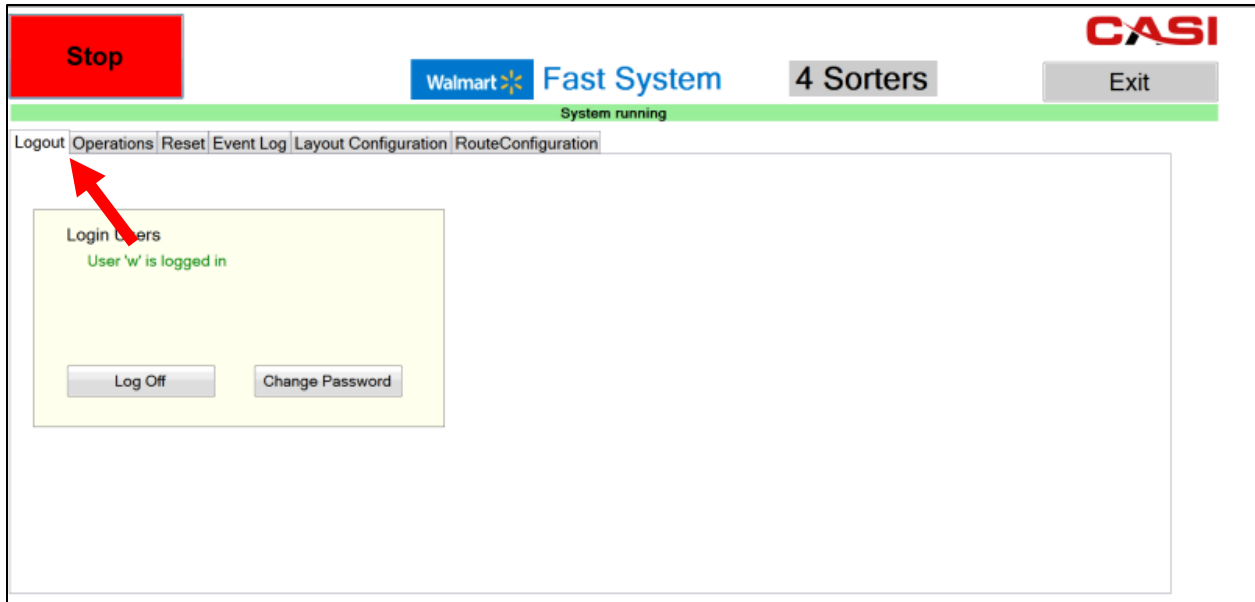 Stop
CASI
Walmart Fast System 4 Sorters Exit
System running
Logout Operations Reset Event Log Layout Configuration RouteConfiguration
Login Users
User 'w' is logged in
Log Off Change Password